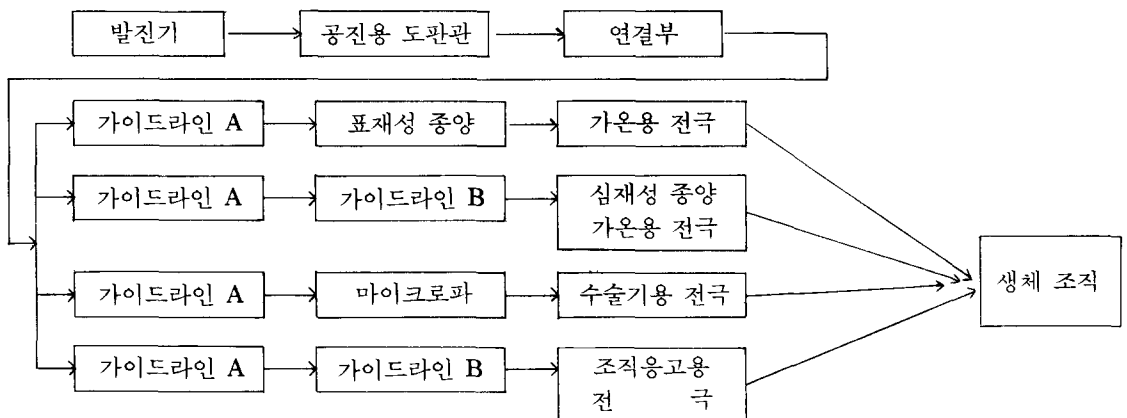 발진기
공진용 도판관
연결부
가이드라인 A
표재성 종양
가온용 전극
가이드라인 A
가이드라인 B
심재성 종양
가온용 전극
가이드라인 A
마이크로파
수술기용 전극
가이드라인 A
가이드라인 B
조직응고용
전 극
생체 조직